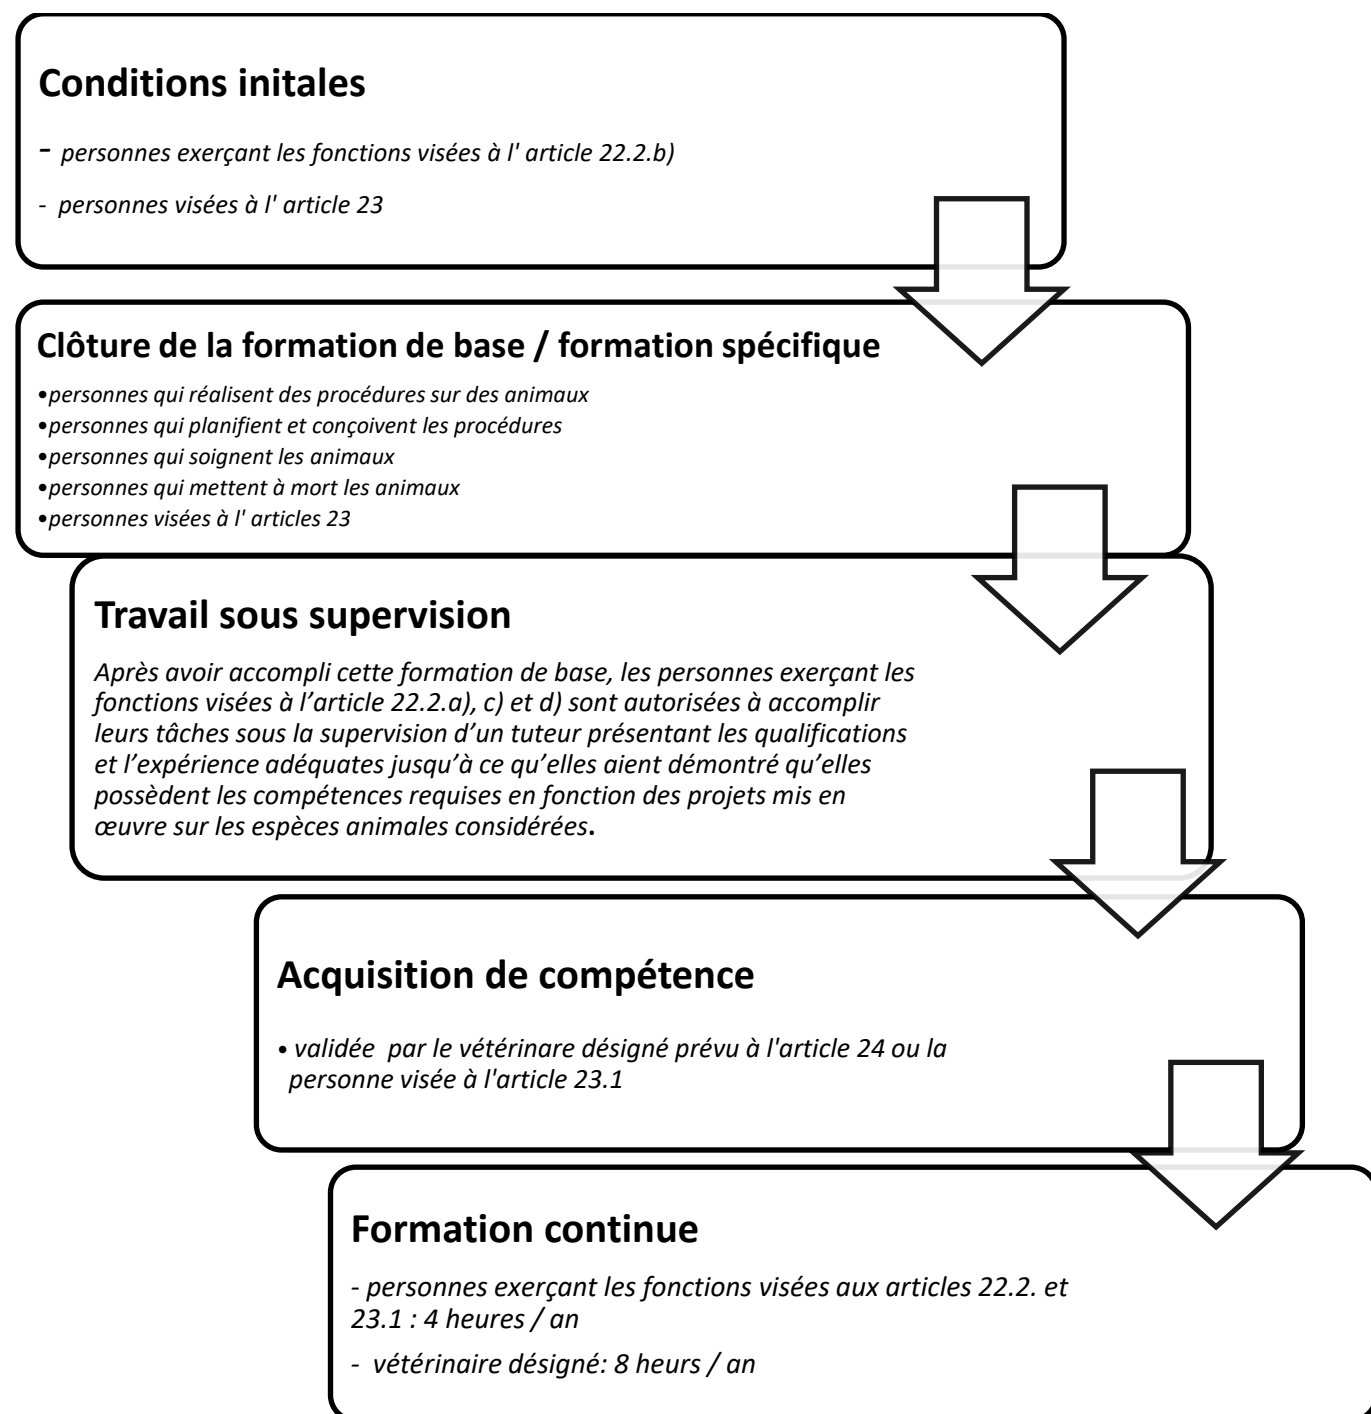 Conditions initales
- personnes exerçant les fonctions visées à l' article 22.2.b)
- personnes visées à l' article 23
Clôture de la formation de base / formation spécifique
•personnes qui réalisent des procédures sur des animaux
•personnes qui planifient et conçoivent les procédures
•personnes qui soignent les animaux
•personnes qui mettent à mort les animaux
•personnes visées à l' articles 23
Travail sous supervision
Après avoir accompli cette formation de base, les personnes exerçant les
fonctions visées à l’article 22.2.a), c) et d) sont autorisées à accomplir
leurs tâches sous la supervision d’un tuteur présentant les qualifications
et l’expérience adéquates jusqu’à ce qu’elles aient démontré qu’elles
possèdent les compétences requises en fonction des projets mis en
œuvre sur les espèces animales considérées.
Acquisition de compétence
• validée par le vétérinare désigné prévu à l'article 24 ou la
personne visée à l'article 23.1
Formation continue
- personnes exerçant les fonctions visées aux articles 22.2. et
23.1 : 4 heures / an
- vétérinaire désigné: 8 heurs / an